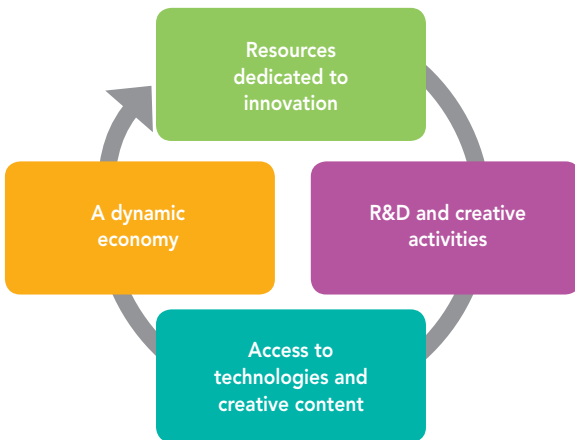 Resources
dedicated to
innovation
R&D and creative
activities
Access to
technologies and
creative content
A dynamic
economy